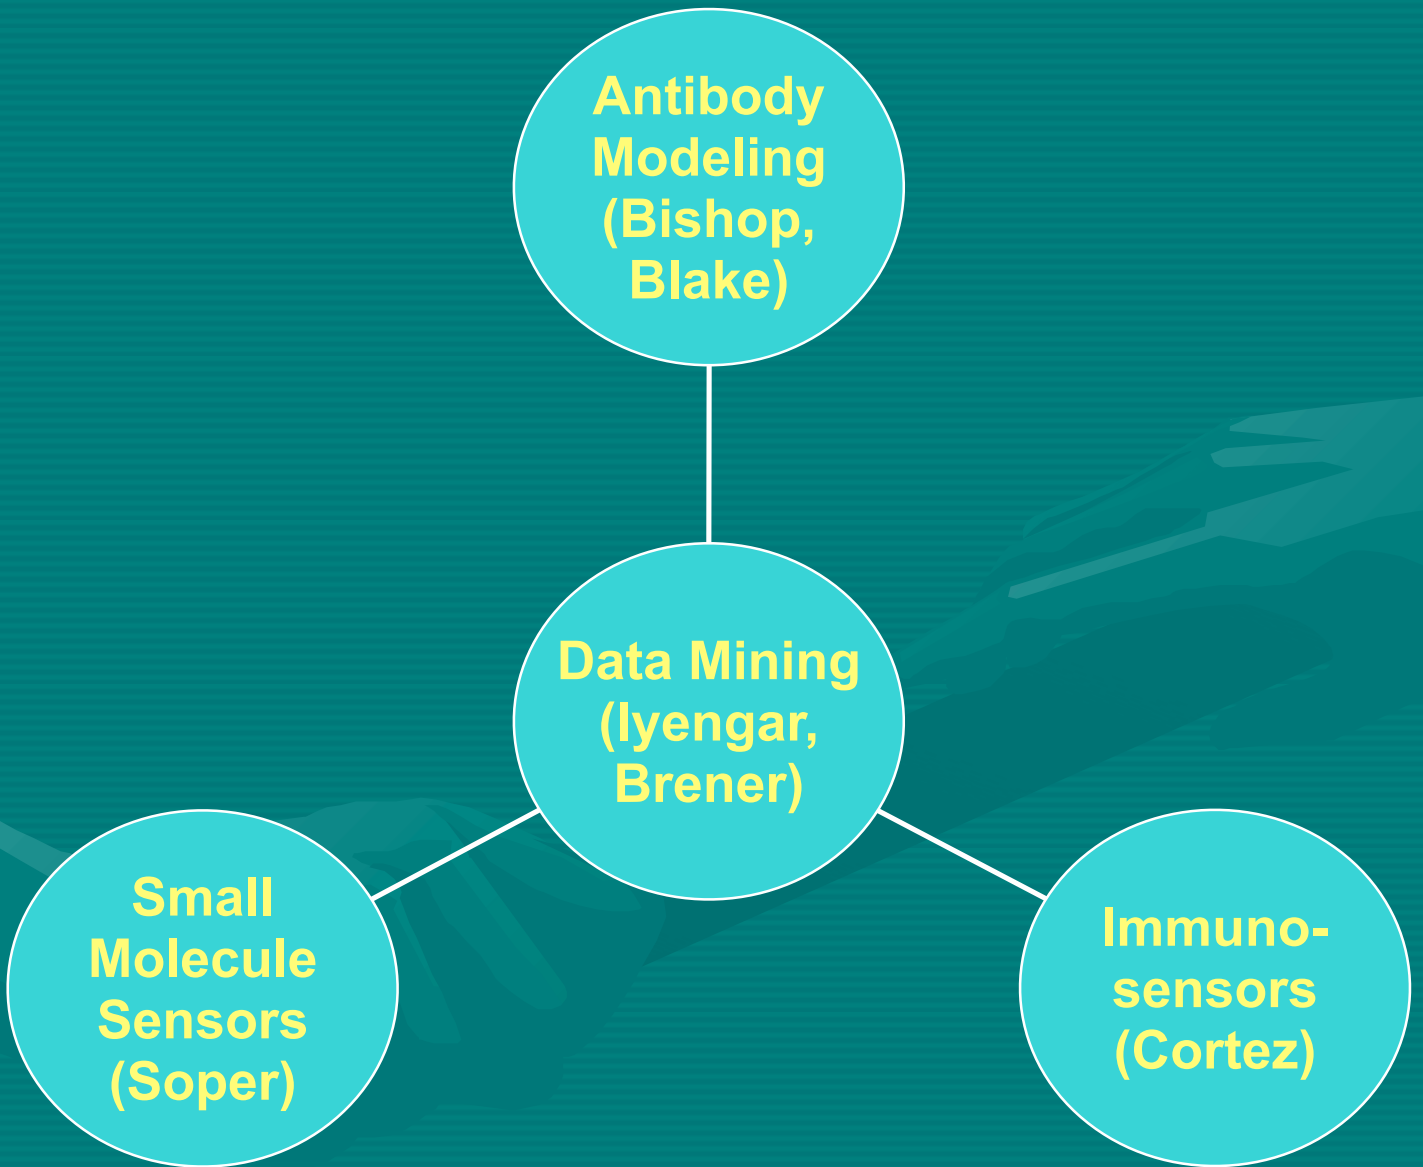 Antibody
Modeling
(Bishop,
Blake)
Data Mining
(Iyengar,
Brener)
Small
Molecule
Sensors
(Soper)
Immuno-
sensors
(Cortez)